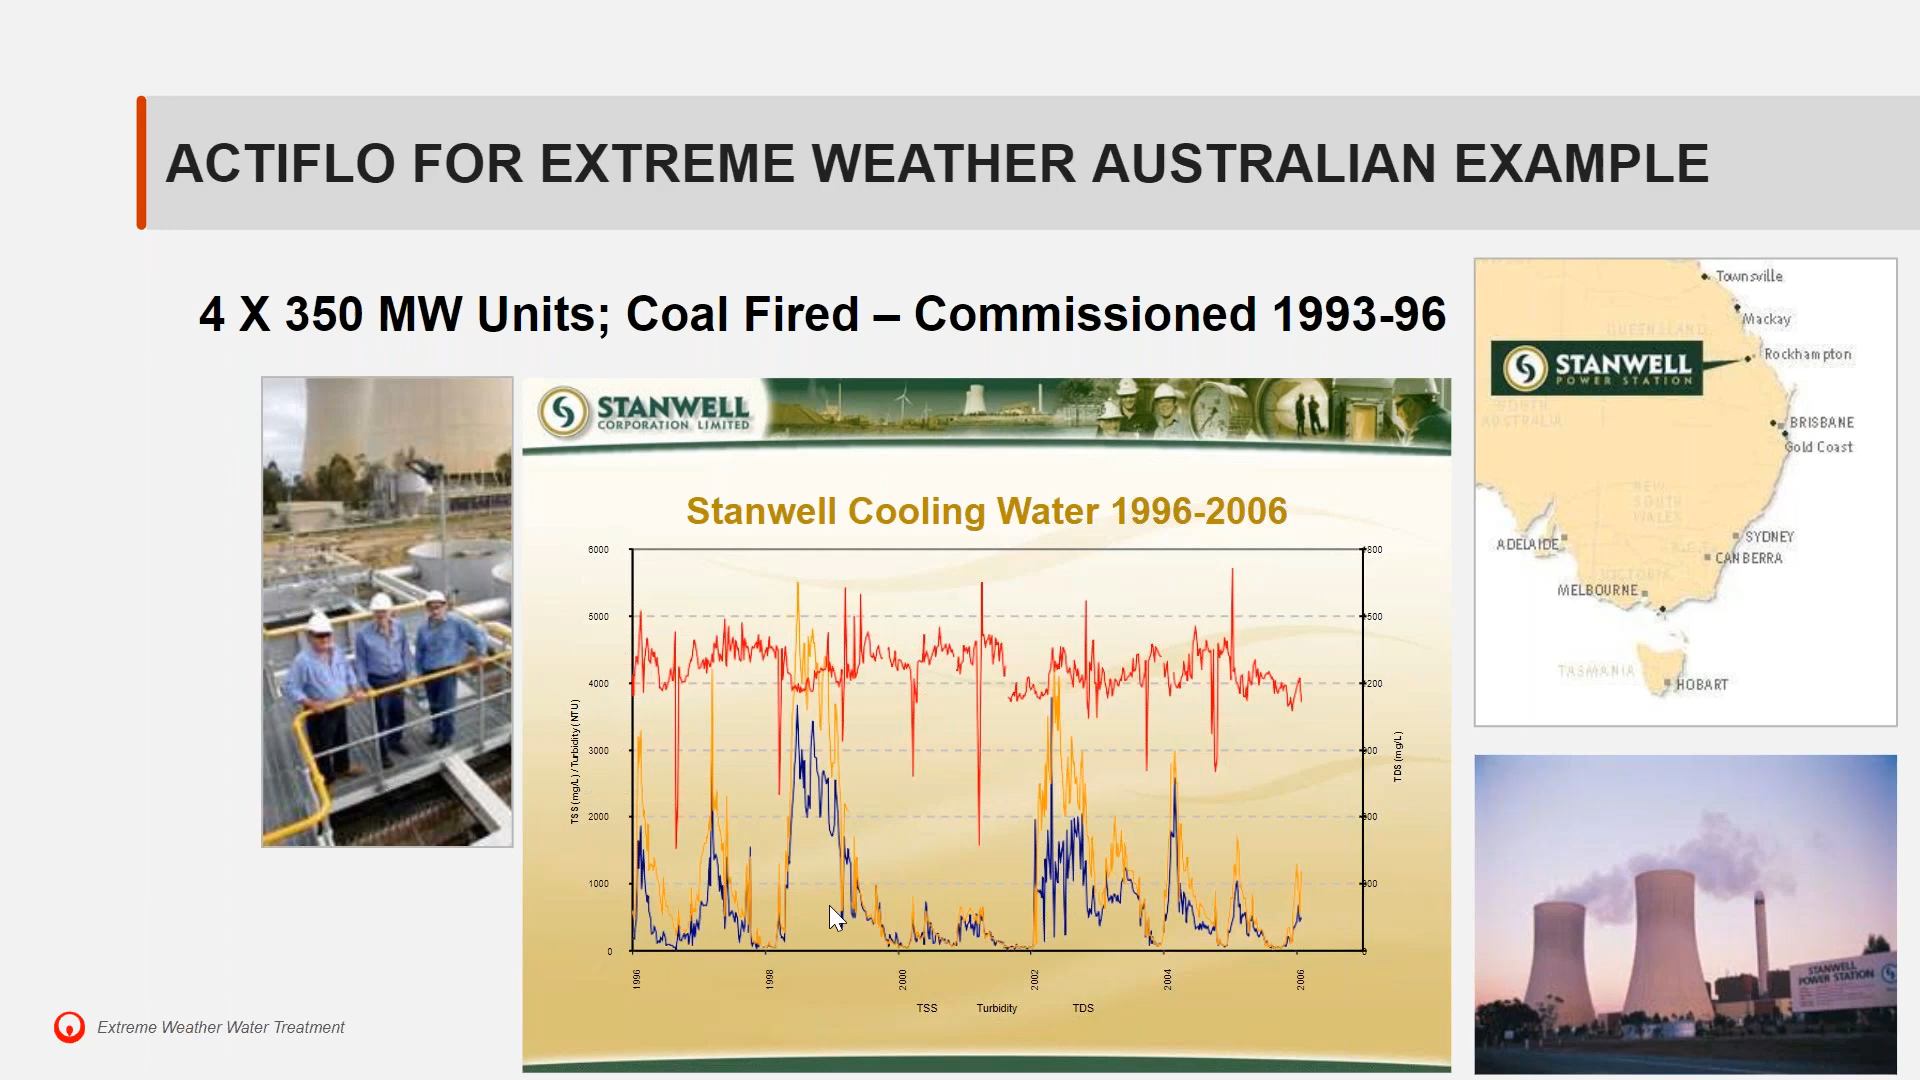 ACTIFLO FOR EXTREME WEATHER AUSTRALIAN EXAMPLE
4 X 350 MW Units; Coal Fired – Commissioned 1993-96
STANWELL
CORPORATION LIMITED
Stanwell Cooling Water 1996-2006
6000
5000
4000
3000
2000
1000
0
TSS (mg/L) / Turbidity (NTU)
1800
1500
1200
900
600
300
0
TDS (mg/L)
1996
1998
2000
2002
2004
2006
TSS
Turbidity
TDS
Townsville
Mackay
QUEENSLAND
Rockhampton
STANWELL
POWER STATION
SOUTH
AUSTRALIA
BRISBANE
Gold Coast
NEW
SOUTH
WALES
ADELAIDE
SYDNEY
A.C.T.
CANBERRA
VICTORIA
MELBOURNE
TASMANIA
HOBART
STANWELL
POWER STATION
Extreme Weather Water Treatment